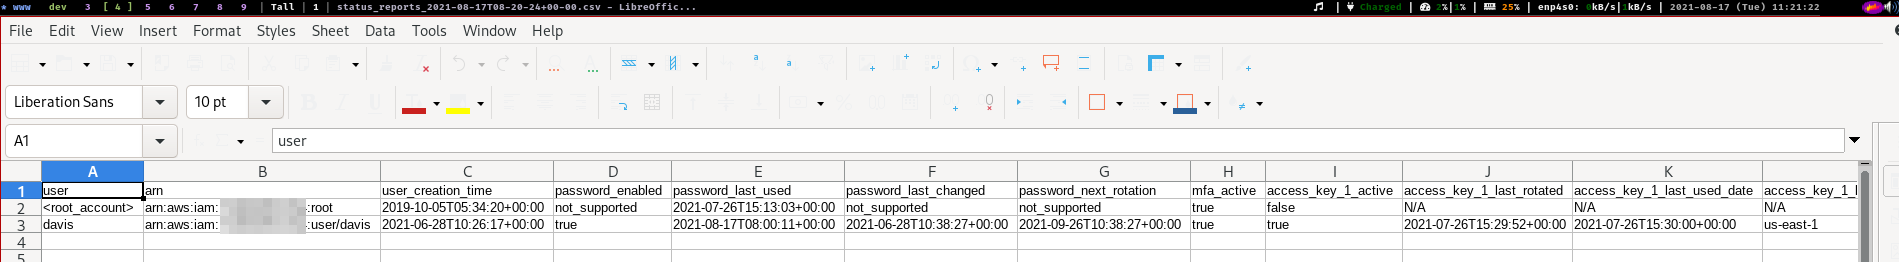 * www dev 3 [ 4 ] 5 6 7 8 9 | Tall | 1 | status_reports_2021-08-17T08-20-24+00-00.csv - LibreOffic... | Charged | 2%|1% | 25% | enp4s0: 0kB/s|1kB/s | 2021-08-17 (Tue) 11:21:22
File Edit View Insert Format Styles Sheet Data Tools Window Help
Liberation Sans 10 pt
A1 user
A B C D E F G H I J K
1 user arn user_creation_time password_enabled password_last_used password_last_changed password_next_rotation mfa_active access_key_1_active access_key_1_last_rotated access_key_1_last_used_date access_key_1_l
2 <root_account> arn:aws:iam: :root 2019-10-05T05:34:20+00:00 not_supported 2021-07-26T15:13:03+00:00 not_supported not_supported true false N/A N/A N/A
3 davis arn:aws:iam: :user/davis 2021-06-28T10:26:17+00:00 true 2021-08-17T08:00:11+00:00 2021-06-28T10:38:27+00:00 2021-09-26T10:38:27+00:00 true true 2021-07-26T15:29:52+00:00 2021-07-26T15:30:00+00:00 us-east-1
4
5